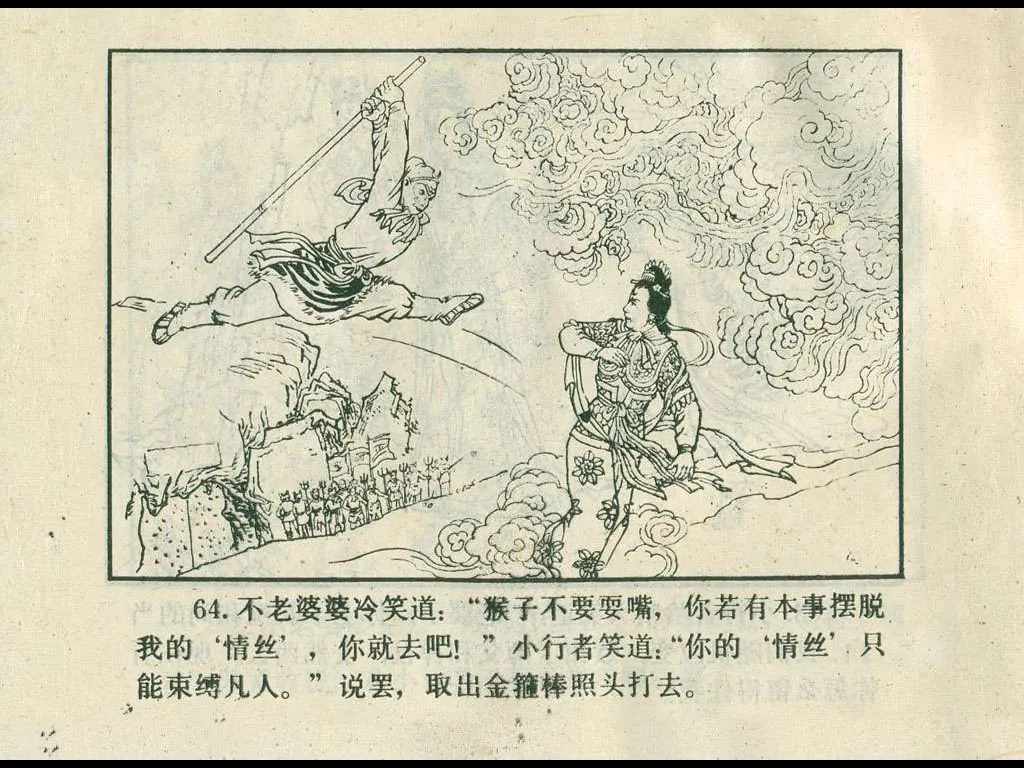 64. 不老婆婆冷笑道：“猴子不要耍嘴，你若有本事摆脱
我的‘情丝’，你就去吧！”小行者笑道：“你的‘情丝’只
能束缚凡人。”说罢，取出金箍棒照头打去。